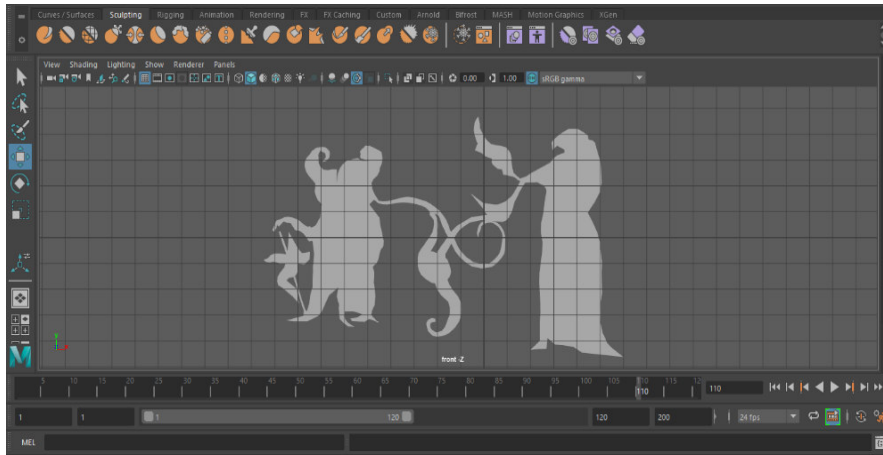 Curves / Surfaces Sculpting Rigging Animation Rendering FX FX Caching Custom Arnold Bifrost MASH Motion Graphics XGen
View Shading Lighting Show Renderer Panels
0.00 1.00 sRGB gamma
front -Z
5 10 15 20 25 30 35 40 45 50 55 60 65 70 75 80 85 90 95 100 105 110 115 12
110 110
1 1 1 120 120 200 24 fps
MEL